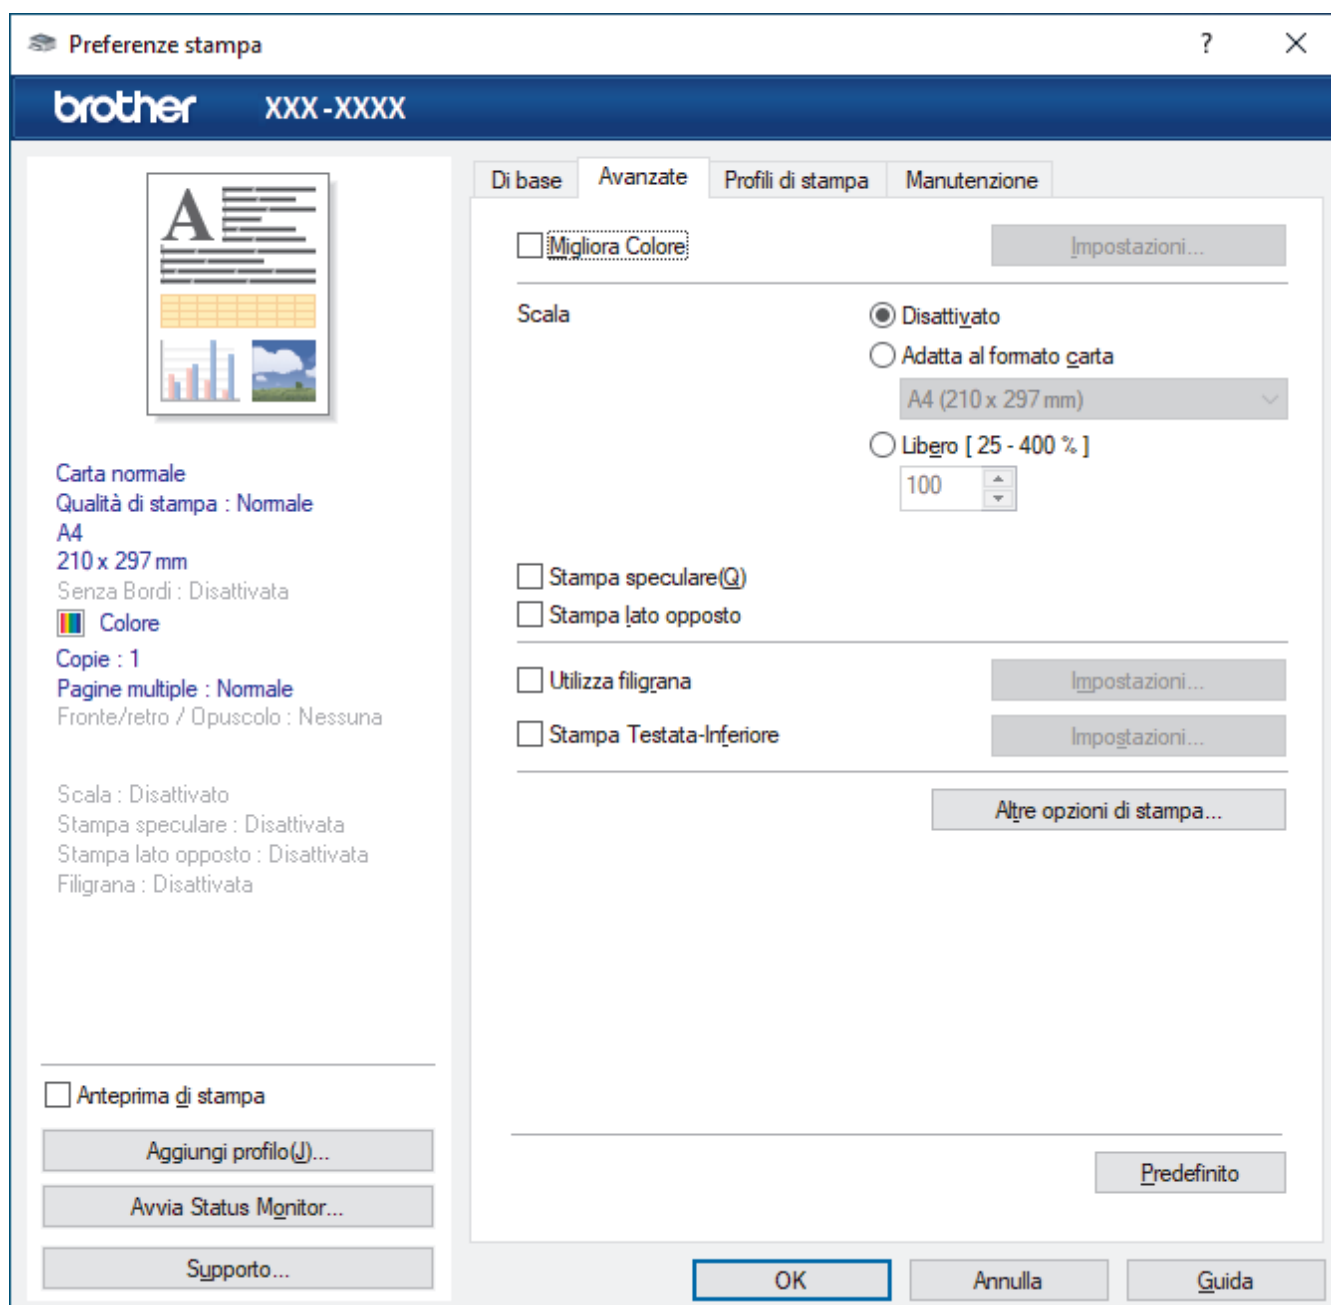 Preferenze stampa ?
brother XXX-XXXX
A
Carta normale
Qualità di stampa : Normale
A4
210 x 297 mm
Senza Bordi : Disattivata
Colore
Copie : 1
Pagine multiple : Normale
Fronte/retro / Opuscolo : Nessuna
Scala : Disattivato
Stampa speculare : Disattivata
Stampa lato opposto : Disattivata
Filigrana : Disattivata
Anteprima di stampa
Aggiungi profilo(J)...
Avvia Status Monitor...
Supporto...
Di base Avanzate Profili di stampa Manutenzione
Migliora Colore Impostazioni...
Scala Disattivato
Adatta al formato carta
A4 (210 x 297 mm)
Libero [ 25 - 400 % ]
100
Stampa speculare(Q)
Stampa lato opposto
Utilizza filigrana Impostazioni...
Stampa Testata-Inferiore Impostazioni...
Altre opzioni di stampa...
Predefinito
OK Annulla Guida